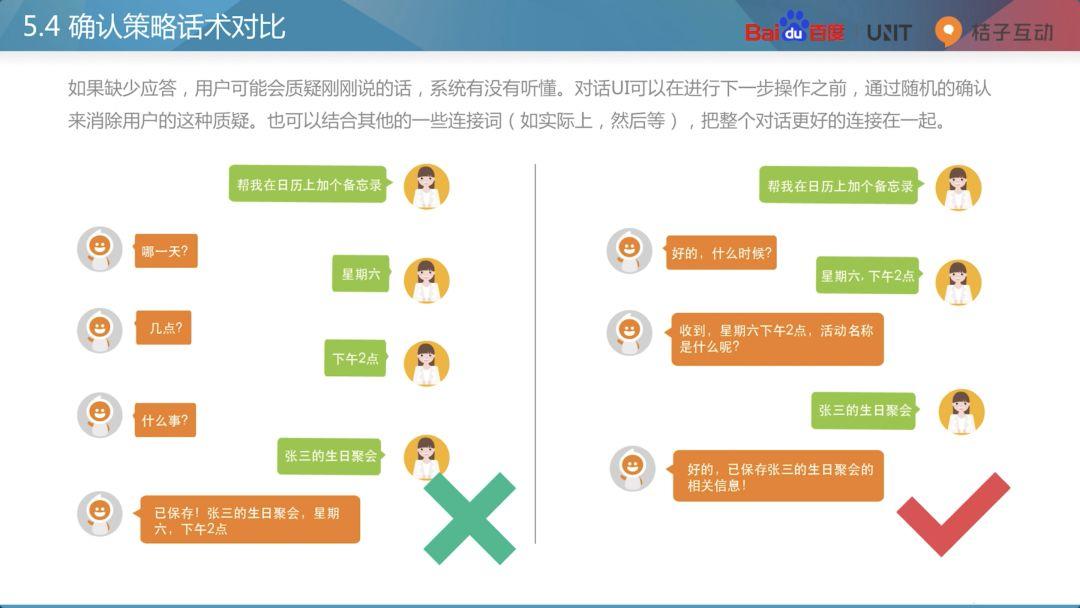 5.4 确认策略话术对比
Bai du 百度 UNIT 桔子互动
如果缺少应答，用户可能会质疑刚刚说的话，系统有没有听懂。对话UI可以在进行下一步操作之前，通过随机的确认
来消除用户的这种质疑。也可以结合其他的一些连接词（如实际上，然后等），把整个对话更好的连接在一起。
帮我在日历上加个备忘录
哪一天?
星期六
几点?
下午2点
什么事?
张三的生日聚会
已保存！张三的生日聚会，星期
六，下午2点
帮我在日历上加个备忘录
好的，什么时候?
星期六，下午2点
收到，星期六下午2点，活动名称
是什么呢?
张三的生日聚会
好的，已保存张三的生日聚会的
相关信息！